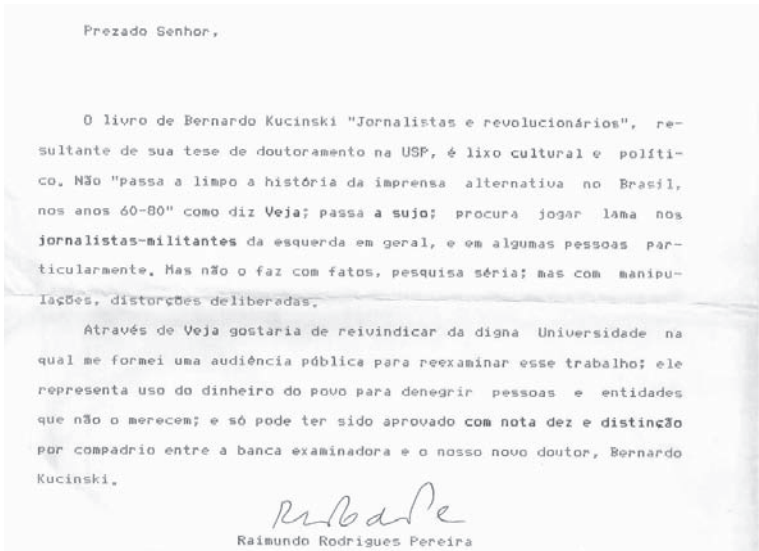 Prezado Senhor,
O livro de Bernardo Kucinski "Jornalistas e revolucionários", re-
sultante de sua tese de doutoramento na USP, é lixo cultural e políti-
co. Não "passa a limpo a história da imprensa alternativa no Brasil,
nos anos 60-80" como diz Veja; passa a sujo; procura jogar lama nos
jornalistas-militantes da esquerda em geral, e em algumas pessoas par-
ticularmente. Mas não o faz com fatos, pesquisa séria; mas com manipu-
lações, distorções deliberadas.
Através de Veja gostaria de reivindicar da digna Universidade na
qual me formei uma audiência pública para reexaminar esse trabalho; ele
representa uso do dinheiro do povo para denegrir pessoas e entidades
que não o merecem; e só pode ter sido aprovado com nota dez e distinção
por compadrio entre a banca examinadora e o nosso novo doutor, Bernardo
Kucinski.
Raimundo Rodrigues Pereira